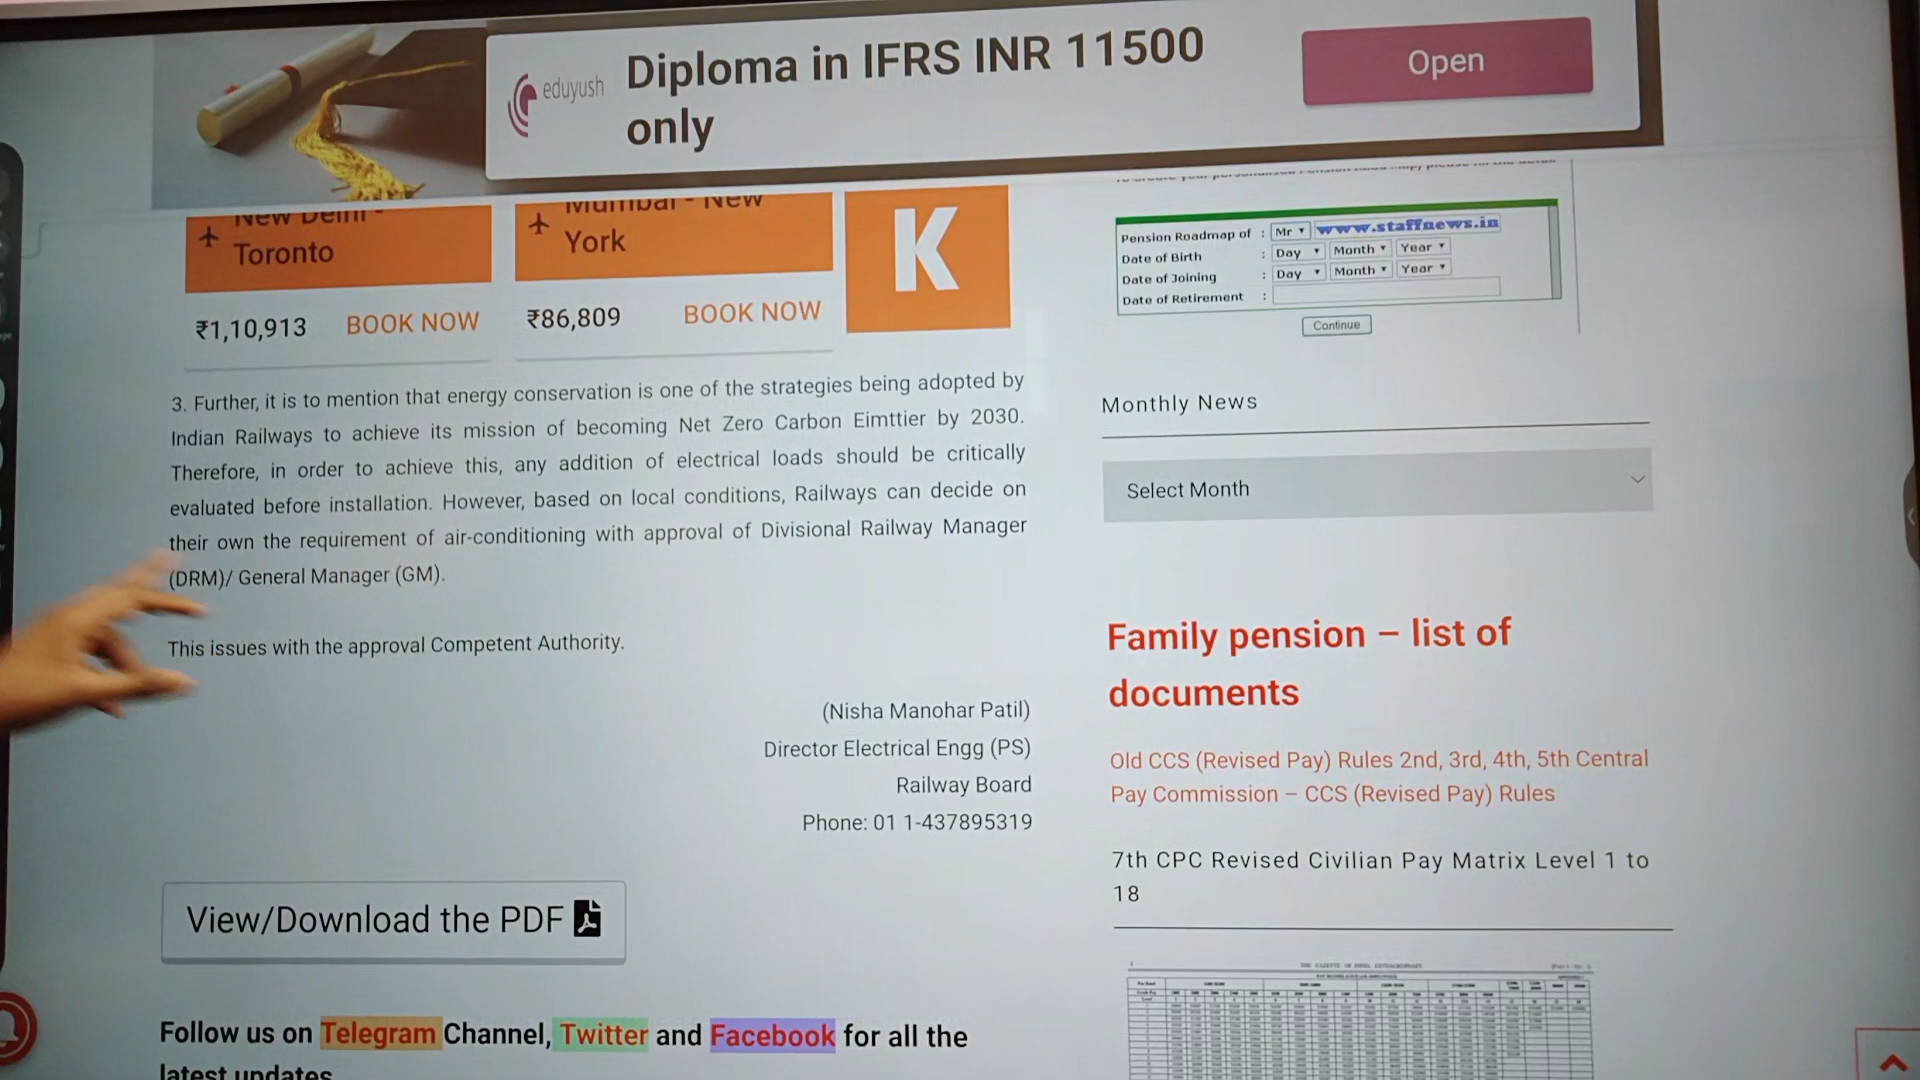 eduyush
Diploma in IFRS INR 11500
only
Open
New Delhi -
Toronto
₹1,10,913
BOOK NOW
Mumbai - New
York
₹86,809
BOOK NOW
K
3. Further, it is to mention that energy conservation is one of the strategies being adopted by
Indian Railways to achieve its mission of becoming Net Zero Carbon Eimttier by 2030.
Therefore, in order to achieve this, any addition of electrical loads should be critically
evaluated before installation. However, based on local conditions, Railways can decide on
their own the requirement of air-conditioning with approval of Divisional Railway Manager
(DRM)/ General Manager (GM).
This issues with the approval Competent Authority.
(Nisha Manohar Patil)
Director Electrical Engg (PS)
Railway Board
Phone: 01 1-437895319
View/Download the PDF
Follow us on Telegram Channel, Twitter and Facebook for all the
latest updates
Pension Roadmap of : Mr www.staffnews.in
Date of Birth : Day Month Year
Date of Joining : Day Month Year
Date of Retirement :
Continue
Monthly News
Select Month
Family pension – list of
documents
Old CCS (Revised Pay) Rules 2nd, 3rd, 4th, 5th Central
Pay Commission – CCS (Revised Pay) Rules
7th CPC Revised Civilian Pay Matrix Level 1 to
18